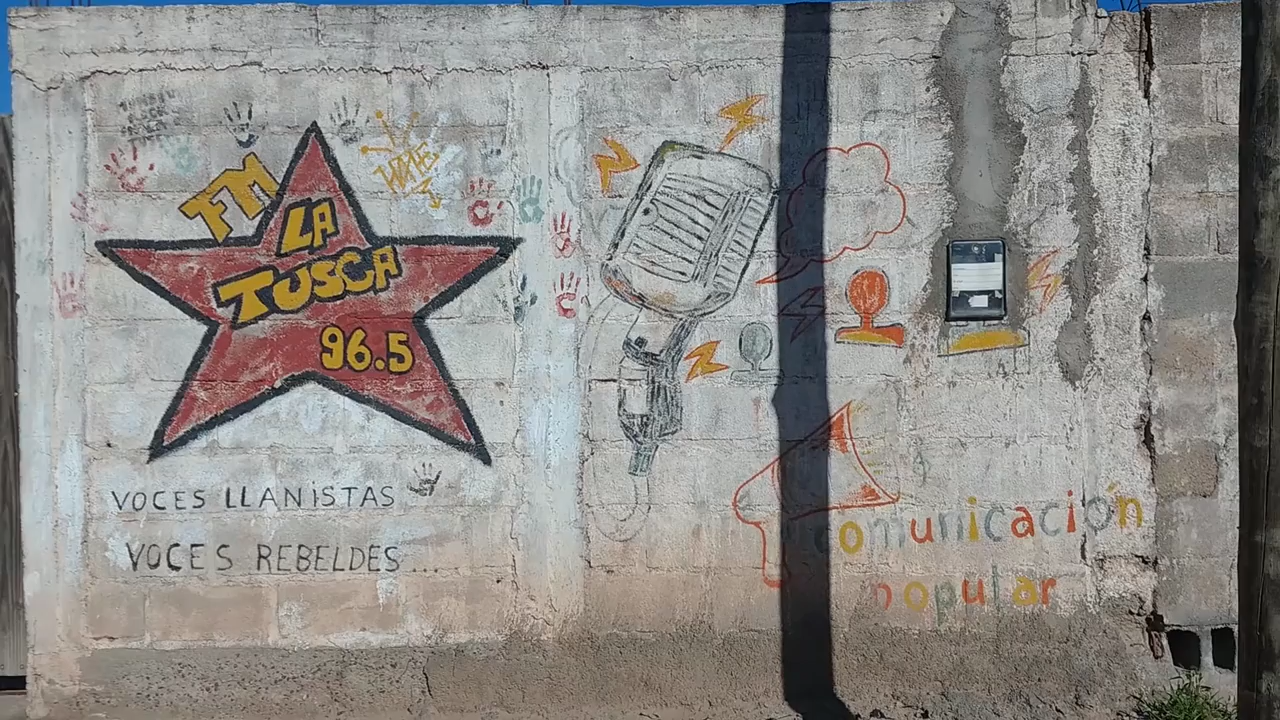 FM
LA
TUSCA
96.5
VOCES LLANISTAS
VOCES REBELDES...
comunicación
popular